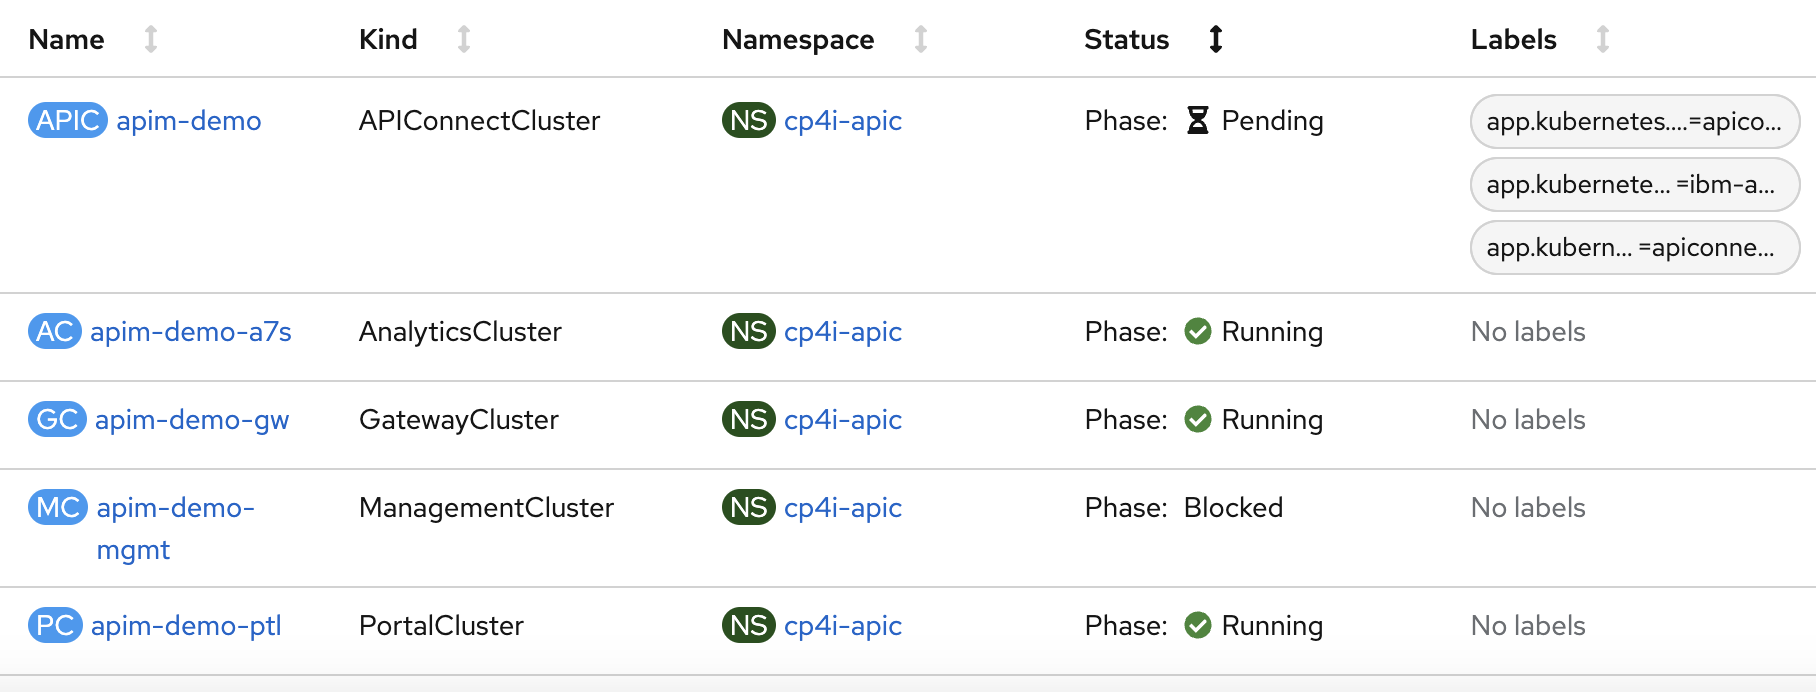 Name Kind Namespace Status Labels
APIC apim-demo APIConnectCluster NS cp4i-apic Phase: Pending app.kubernetes....=apico...
app.kubernete... =ibm-a...
app.kubern... =apiconne...
AC apim-demo-a7s AnalyticsCluster NS cp4i-apic Phase: Running No labels
GC apim-demo-gw GatewayCluster NS cp4i-apic Phase: Running No labels
MC apim-demo- ManagementCluster NS cp4i-apic Phase: Blocked No labels
mgmt
PC apim-demo-ptl PortalCluster NS cp4i-apic Phase: Running No labels